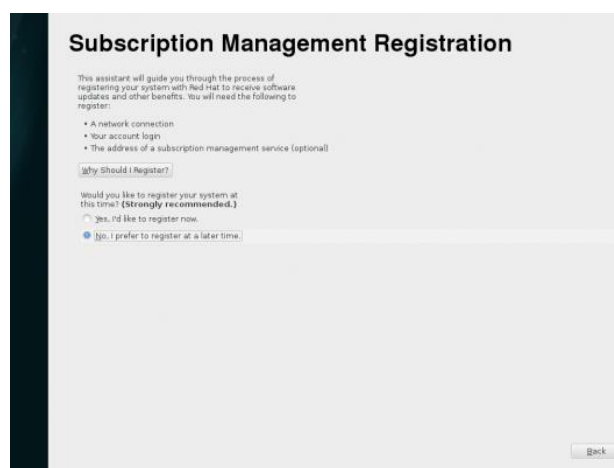 Subscription Management Registration
This assistant will guide you through the process of
registering your system with Red Hat to receive software
updates and other benefits. You will need the following to
register:
• A network connection
• Your account login
• The address of a subscription management service (optional)
Why Should I Register?
Would you like to register your system at
this time? (Strongly recommended.)
Yes, I'd like to register now.
No, I prefer to register at a later time.
Back